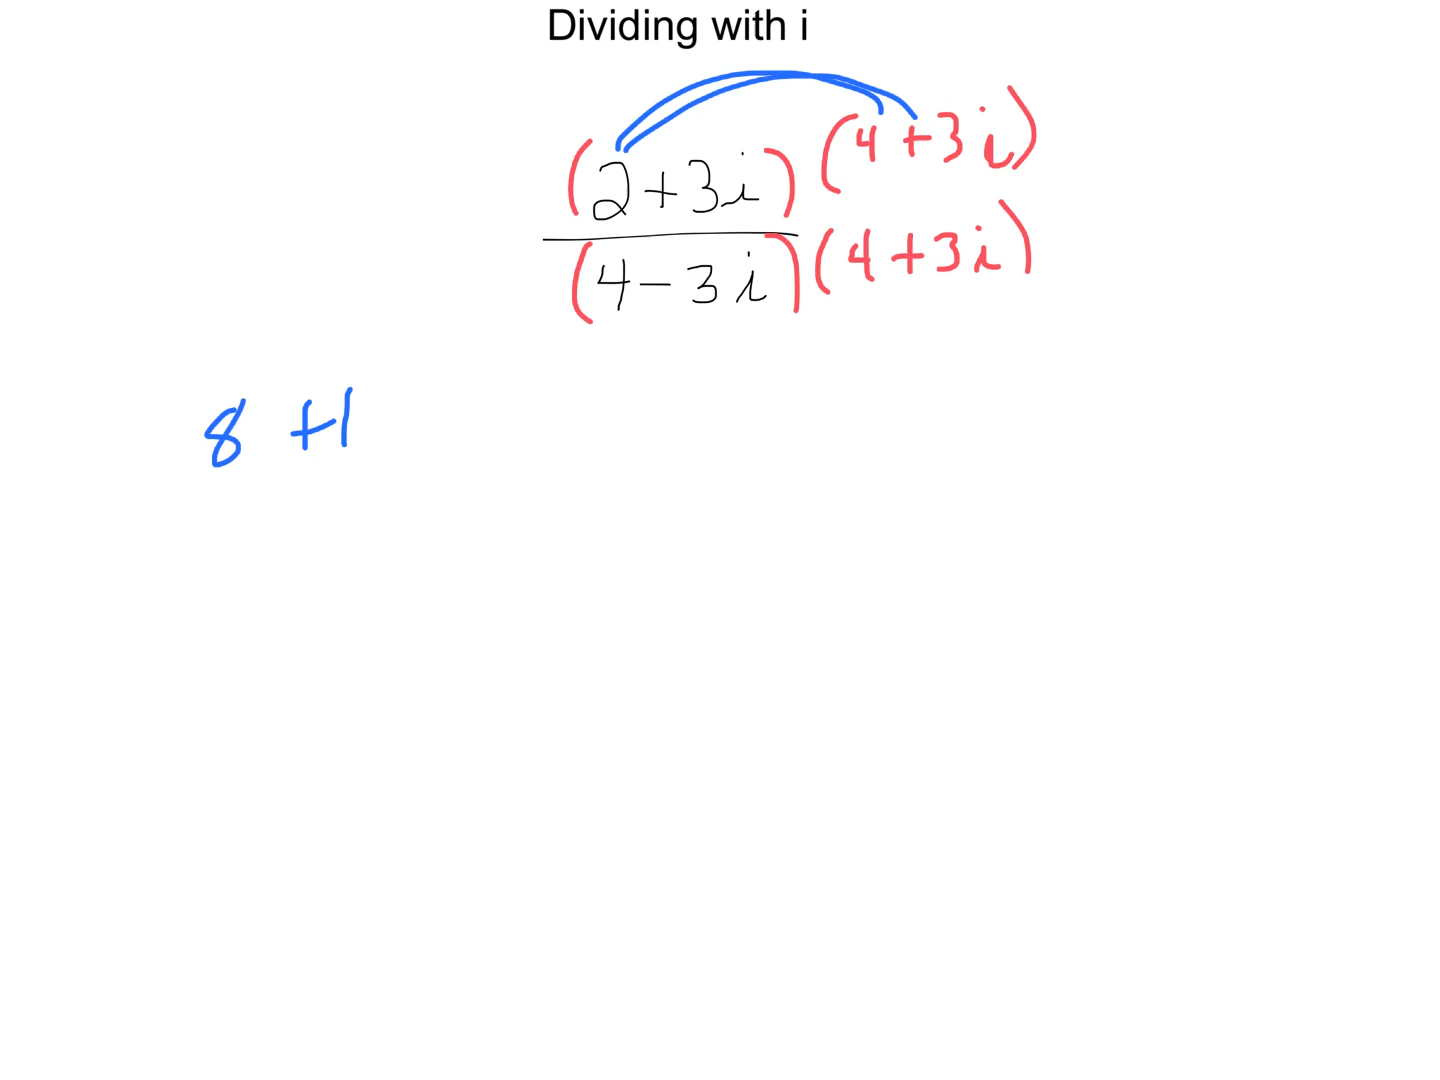 Dividing with i
(2+3i) (4+3i)
(4-3i) (4+3i)
8 +1